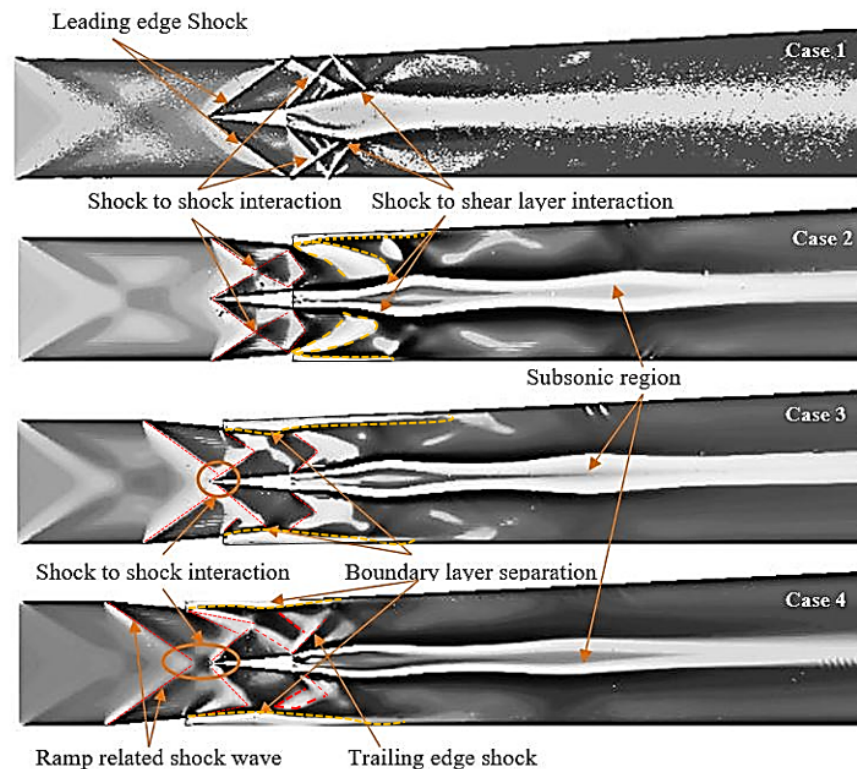 Leading edge Shock
Case 1
Shock to shock interaction
Shock to shear layer interaction
Case 2
Subsonic region
Case 3
Shock to shock interaction
Boundary layer separation
Case 4
Ramp related shock wave
Trailing edge shock